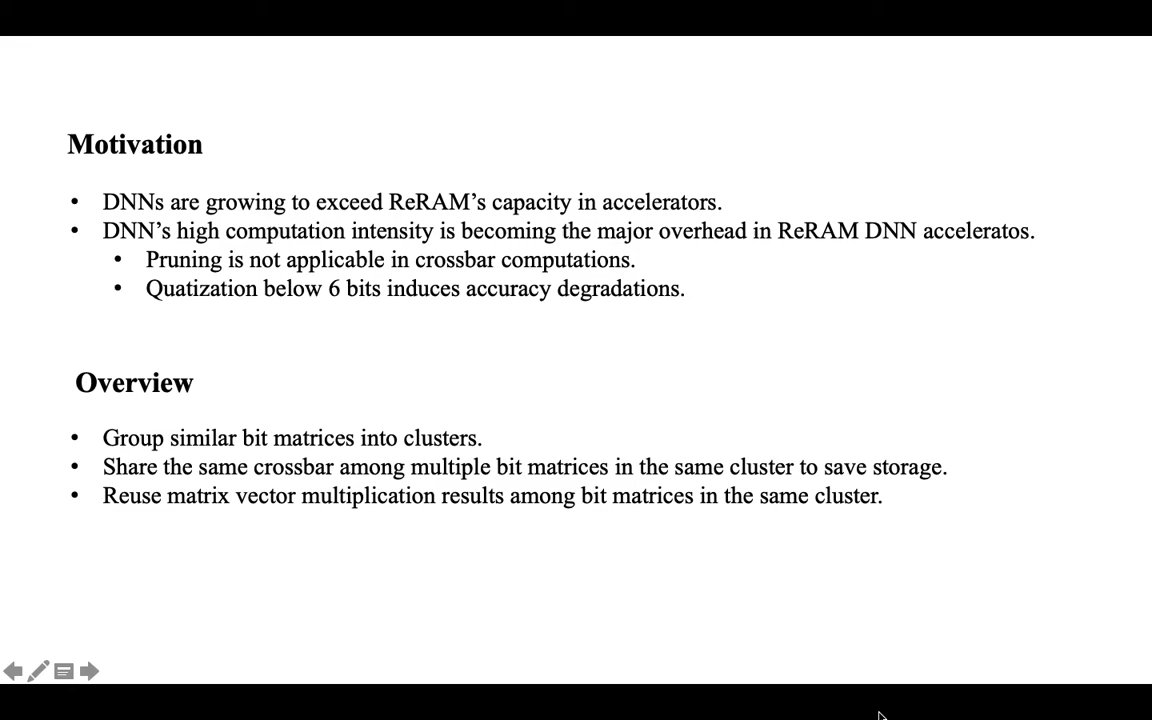 Motivation
• DNNs are growing to exceed ReRAM’s capacity in accelerators.
• DNN’s high computation intensity is becoming the major overhead in ReRAM DNN acceleratos.
• Pruning is not applicable in crossbar computations.
• Quatization below 6 bits induces accuracy degradations.
Overview
• Group similar bit matrices into clusters.
• Share the same crossbar among multiple bit matrices in the same cluster to save storage.
• Reuse matrix vector multiplication results among bit matrices in the same cluster.